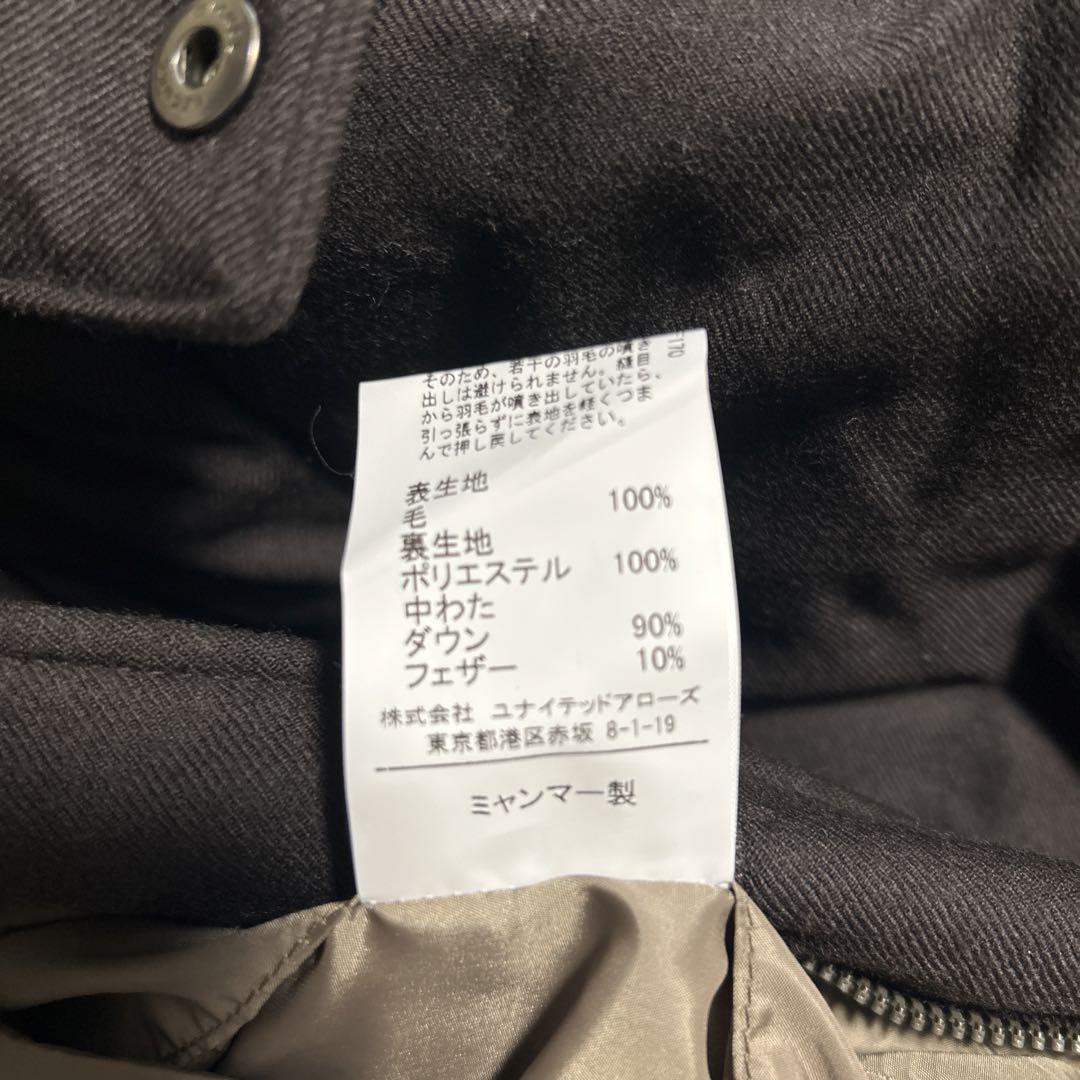 そのため、若干の羽毛の噴き
出しは避けられません。縫目
から羽毛が噴き出していたら、
引っ張らずに表地を軽くつま
んで押し戻してください。
表生地
毛 100%
裏生地
ポリエステル 100%
中わた
ダウン 90%
フェザー 10%
株式会社 ユナイテッドアローズ
東京都港区赤坂 8-1-19
ミャンマー製